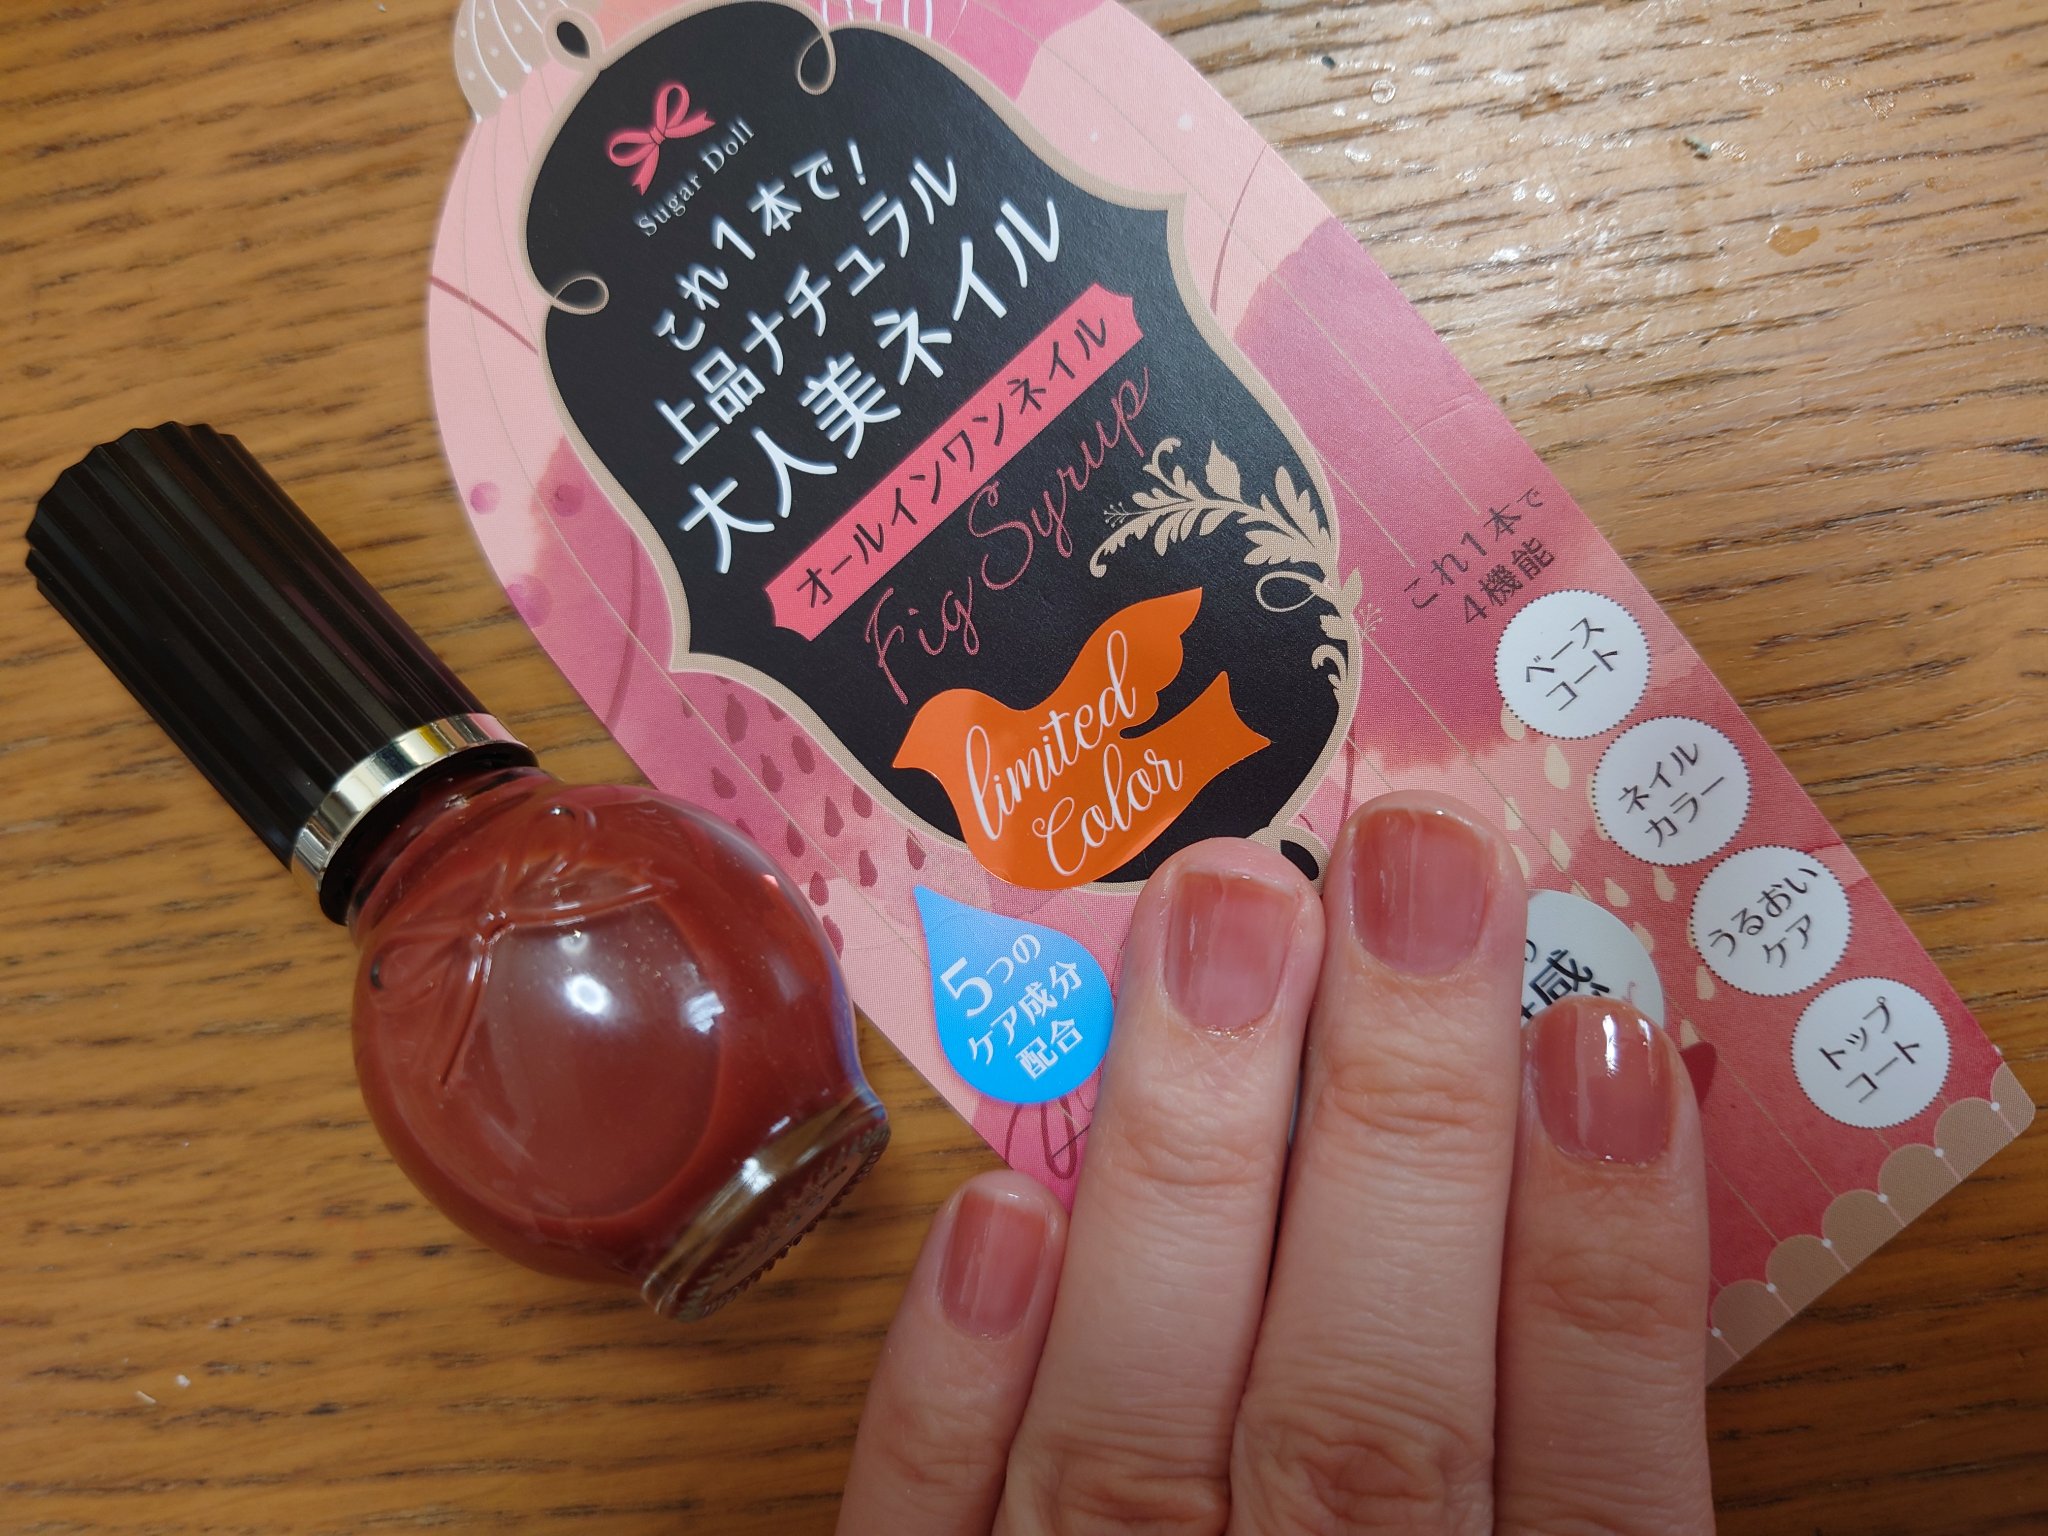 Sugar Doll
これ1本で!
上品ナチュラル
大人美ネイル
オールインワンネイル
Fig Syrup
limited
Color
これ1本で
4機能
ベース
コート
ネイル
カラー
うるおい
ケア
トップ
コート
5つの
ケア成分
配合
感